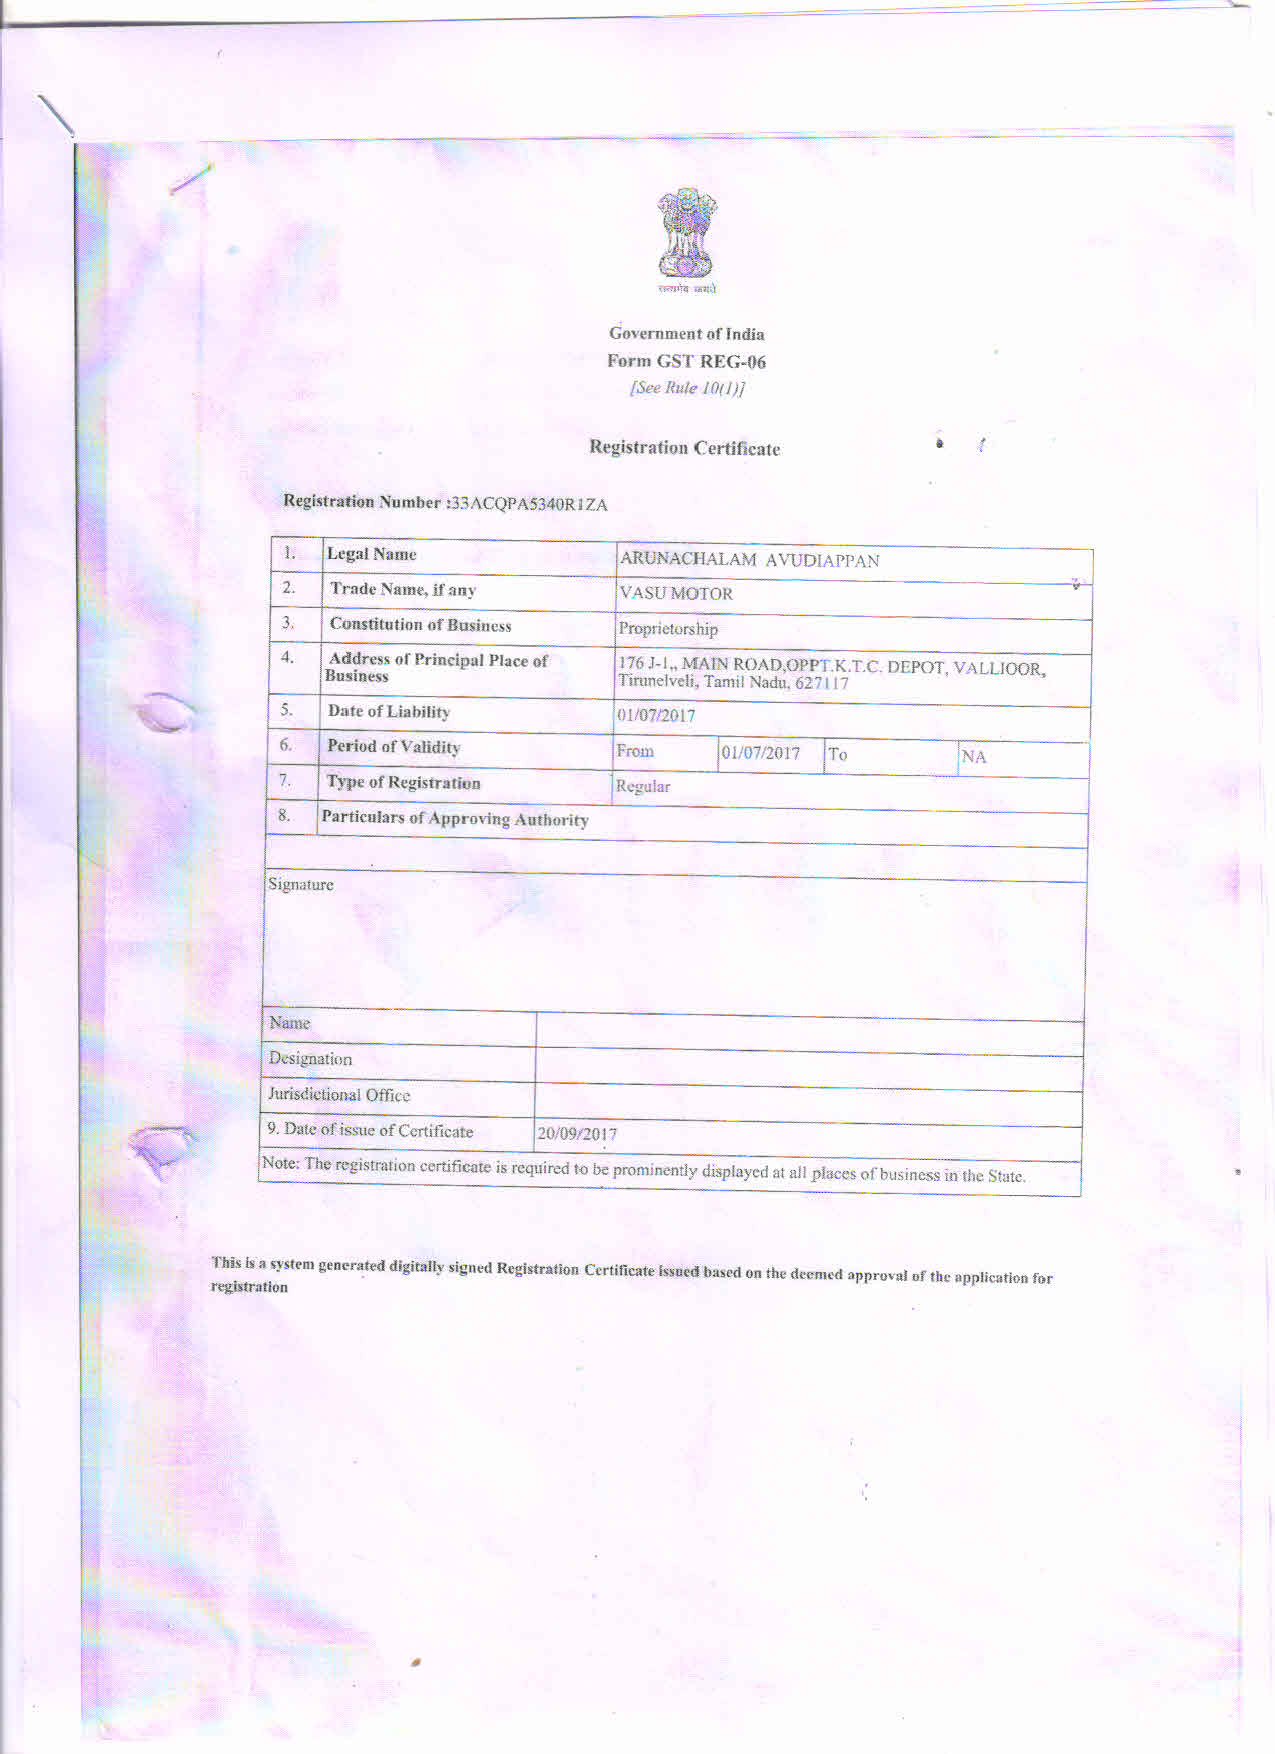 सत्यमेव जयते
Government of India
Form GST REG-06
[See Rule 10(1)]
Registration Certificate
Registration Number :33ACQPA5340R1ZA
1. Legal Name ARUNACHALAM AVUDIAPPAN
2. Trade Name, if any VASU MOTOR
3. Constitution of Business Proprietorship
4. Address of Principal Place of Business 176 J-1,, MAIN ROAD,OPPT.K.T.C. DEPOT, VALLIOOR,
Tirunelveli, Tamil Nadu, 627117
5. Date of Liability 01/07/2017
6. Period of Validity From 01/07/2017 To NA
7. Type of Registration Regular
8. Particulars of Approving Authority
Signature
Name
Designation
Jurisdictional Office
9. Date of issue of Certificate 20/09/2017
Note: The registration certificate is required to be prominently displayed at all places of business in the State.
This is a system generated digitally signed Registration Certificate issued based on the deemed approval of the application for
registration